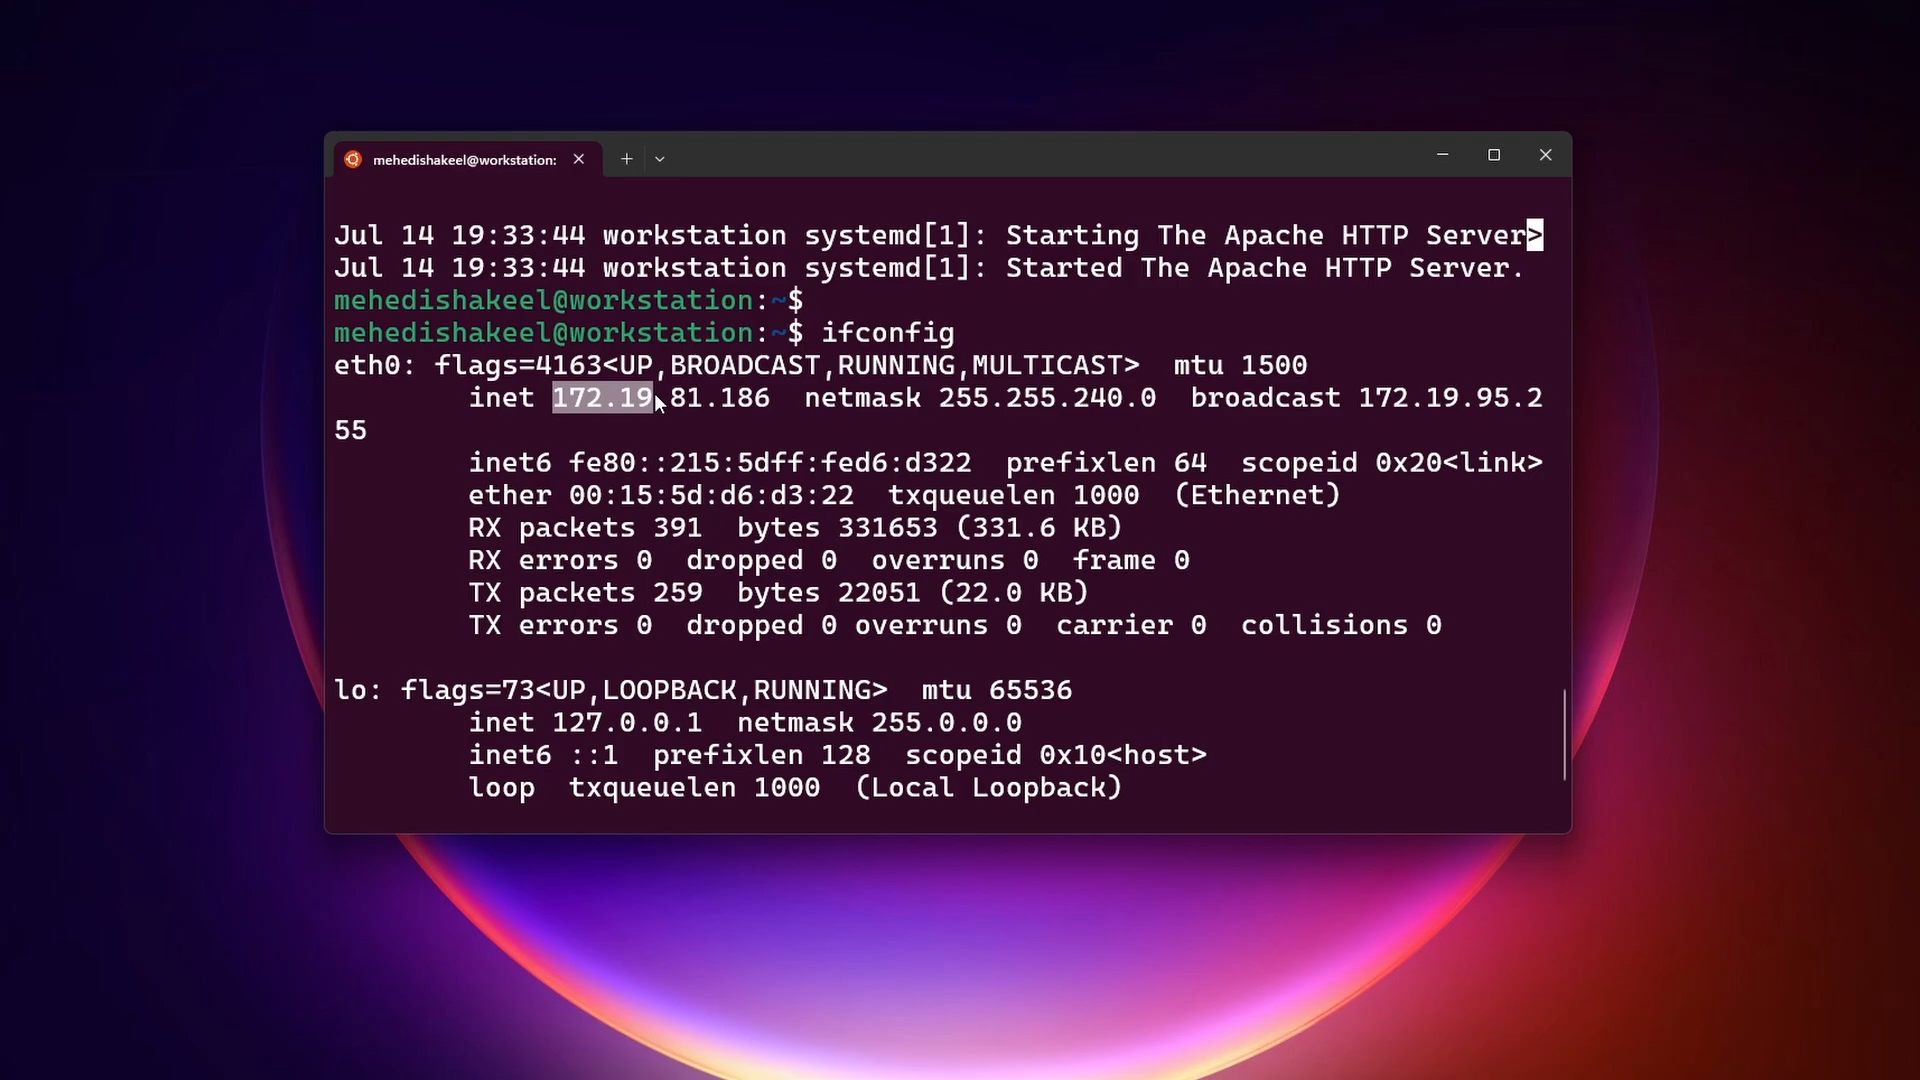 mehedishakeel@workstation:
Jul 14 19:33:44 workstation systemd[1]: Starting The Apache HTTP Server>
Jul 14 19:33:44 workstation systemd[1]: Started The Apache HTTP Server.
mehedishakeel@workstation:~$
mehedishakeel@workstation:~$ ifconfig
eth0: flags=4163<UP,BROADCAST,RUNNING,MULTICAST>  mtu 1500
        inet 172.19.81.186  netmask 255.255.240.0  broadcast 172.19.95.2
55
        inet6 fe80::215:5dff:fed6:d322  prefixlen 64  scopeid 0x20<link>
        ether 00:15:5d:d6:d3:22  txqueuelen 1000  (Ethernet)
        RX packets 391  bytes 331653 (331.6 KB)
        RX errors 0  dropped 0  overruns 0  frame 0
        TX packets 259  bytes 22051 (22.0 KB)
        TX errors 0  dropped 0 overruns 0  carrier 0  collisions 0
lo: flags=73<UP,LOOPBACK,RUNNING>  mtu 65536
        inet 127.0.0.1  netmask 255.0.0.0
        inet6 ::1  prefixlen 128  scopeid 0x10<host>
        loop  txqueuelen 1000  (Local Loopback)